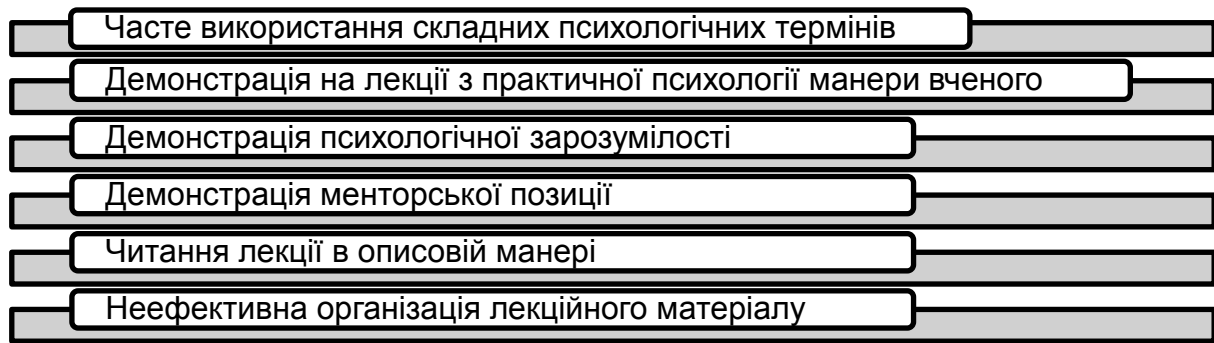 Часте використання складних психологічних термінів
Демонстрація на лекції з практичної психології манери вченого
Демонстрація психологічної зарозумілості
Демонстрація менторської позиції
Читання лекції в описовій манері
Неефективна організація лекційного матеріалу